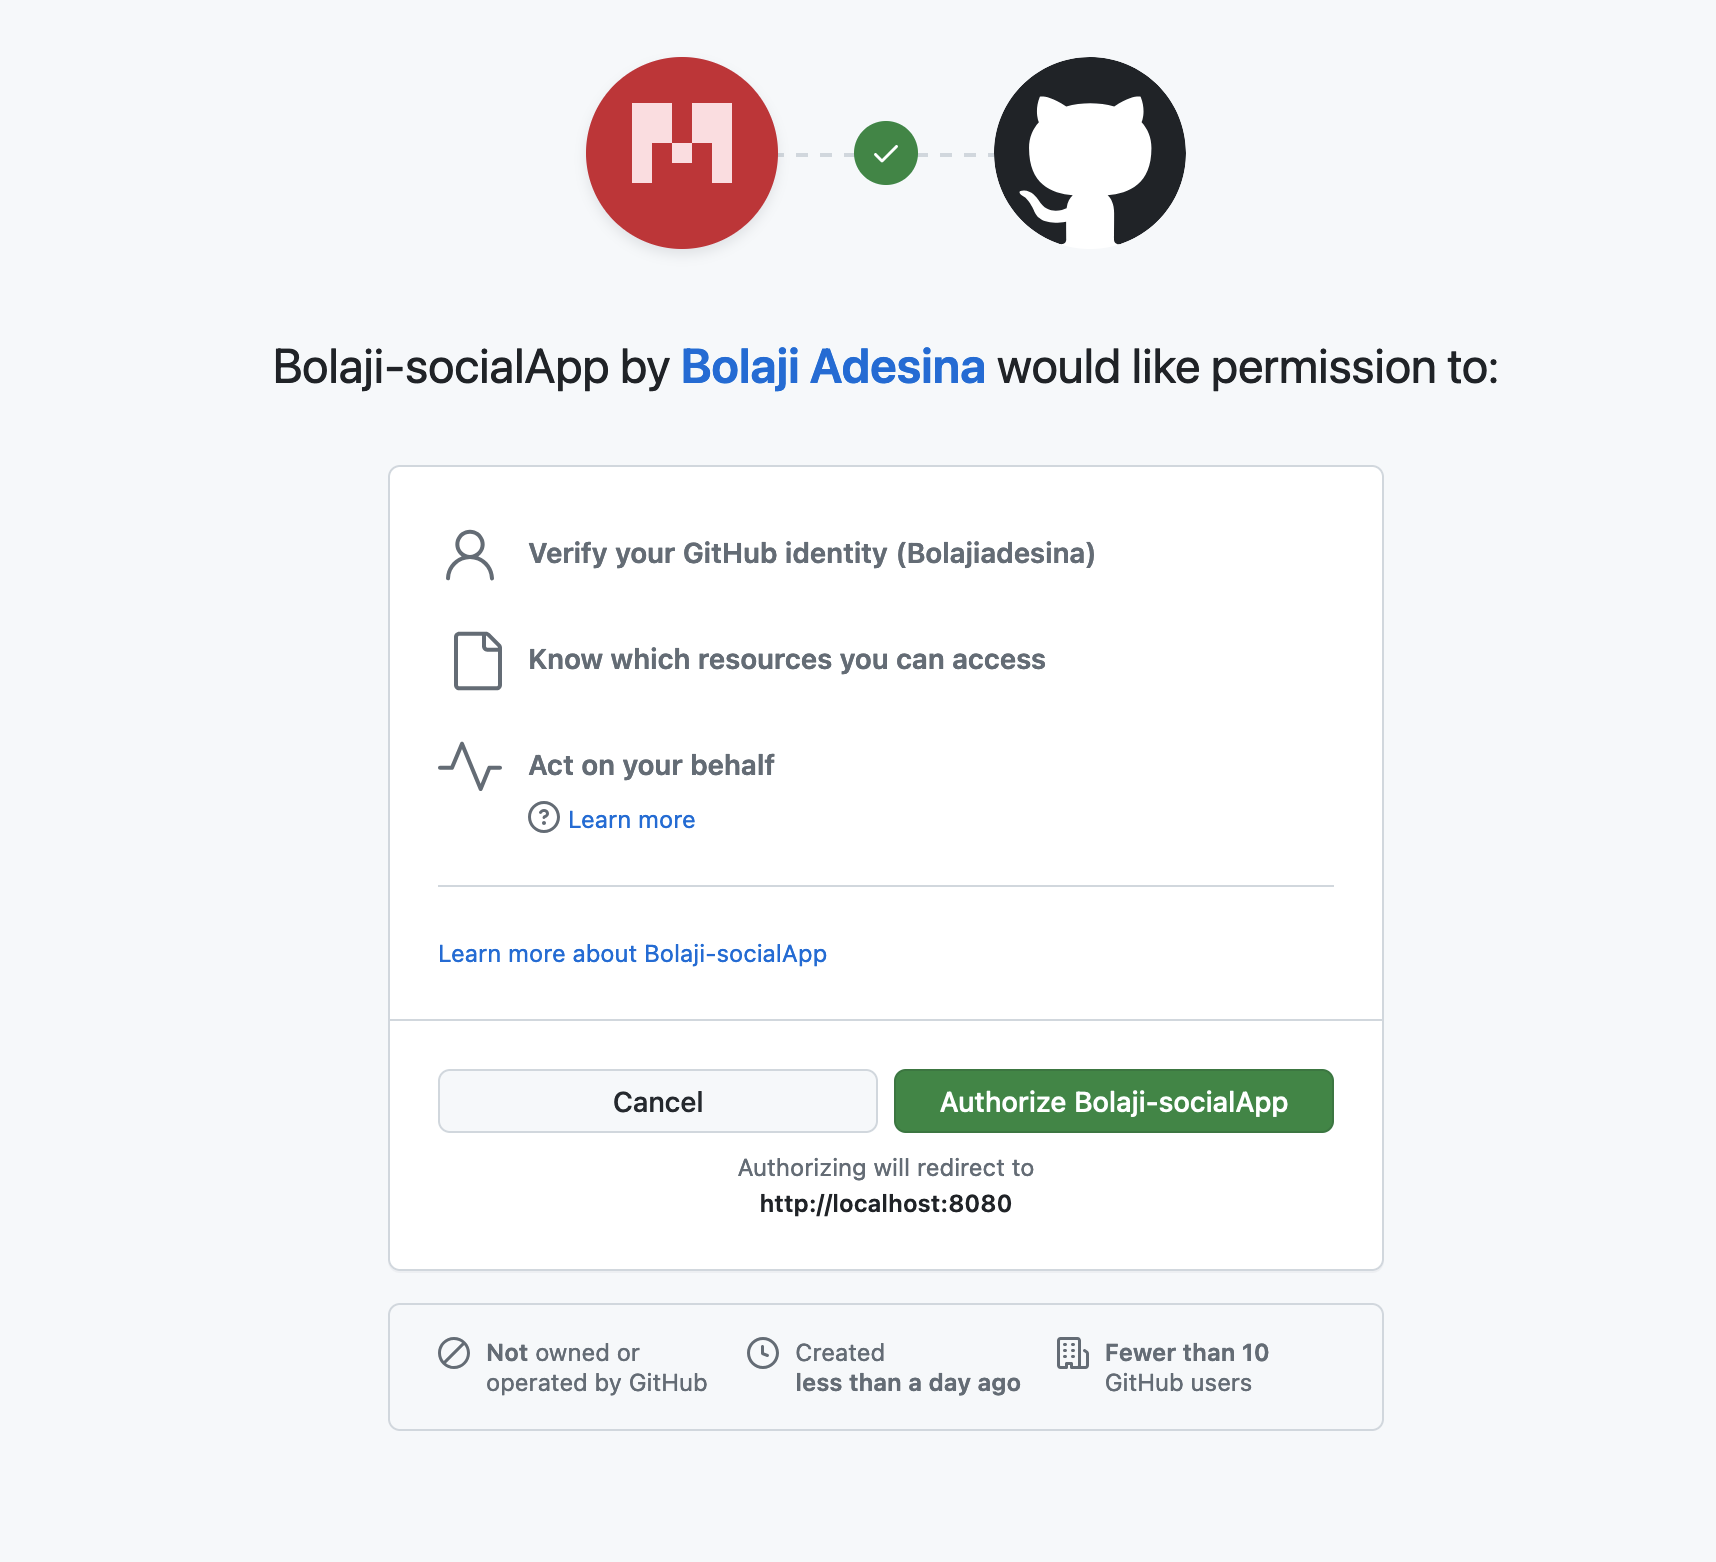 Bolaji-socialApp by Bolaji Adesina would like permission to:
Verify your GitHub identity (Bolajiadesina)
Know which resources you can access
Act on your behalf
Learn more
Learn more about Bolaji-socialApp
Cancel
Authorize Bolaji-socialApp
Authorizing will redirect to
http://localhost:8080
Not owned or
operated by GitHub
Created
less than a day ago
Fewer than 10
GitHub users